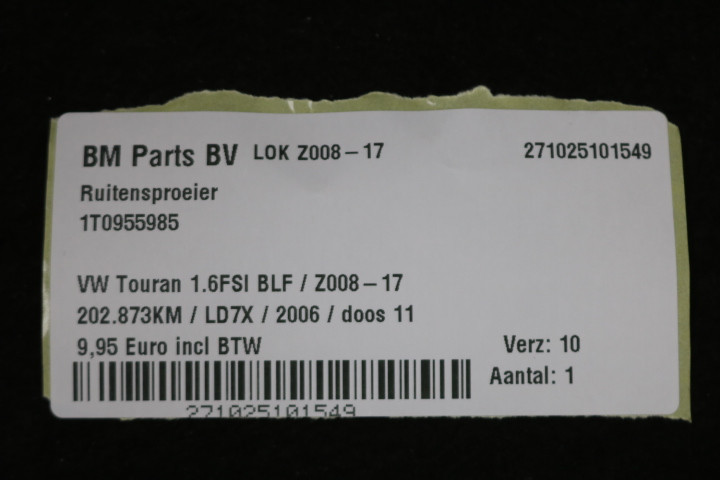 BM Parts BV LOK Z008-17 271025101549
Ruitensproeier
1T0955985
VW Touran 1.6FSI BLF / Z008-17
202.873KM / LD7X / 2006 / doos 11
9,95 Euro incl BTW Verz: 10
Aantal: 1
271025101549